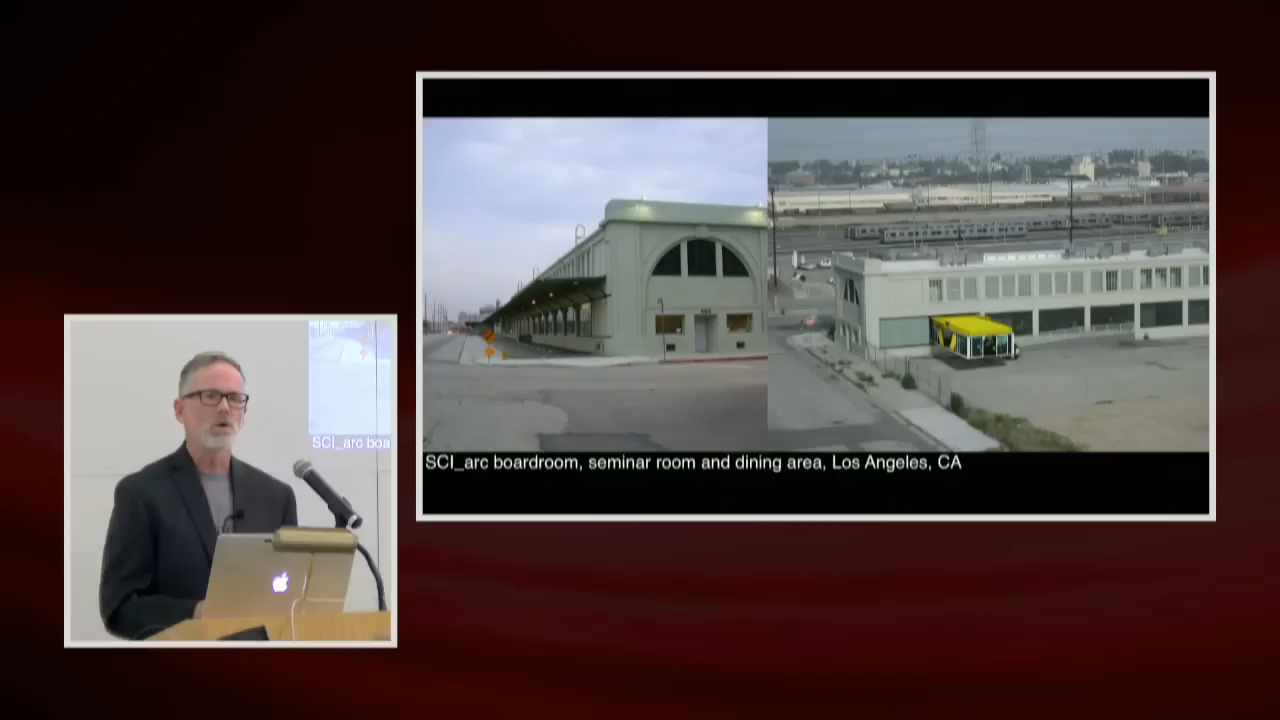 SCI_arc boardroom, seminar room and dining area, Los Angeles, CA
SCI_arc boa